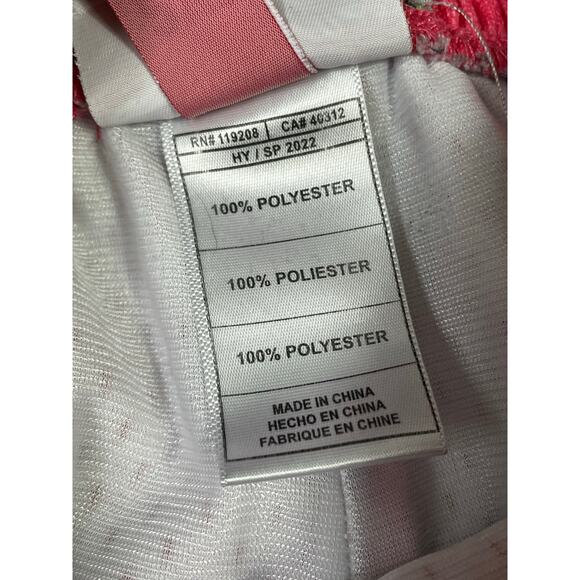 RN# 119208 | CA# 40312
HY / SP 2022
100% POLYESTER
100% POLIESTER
100% POLYESTER
MADE IN CHINA
HECHO EN CHINA
FABRIQUE EN CHINE